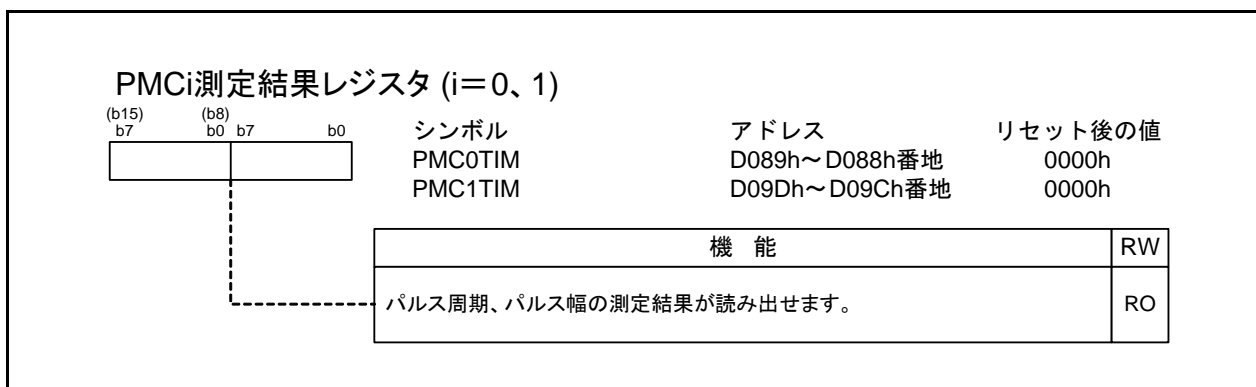 PMCi測定結果レジスタ (i＝0、1)
(b15) (b8)
b7 b0 b7 b0
シンボル アドレス リセット後の値
PMC0TIM D089h～D088h番地 0000h
PMC1TIM D09Dh～D09Ch番地 0000h
機 能 RW
パルス周期、パルス幅の測定結果が読み出せます。 RO